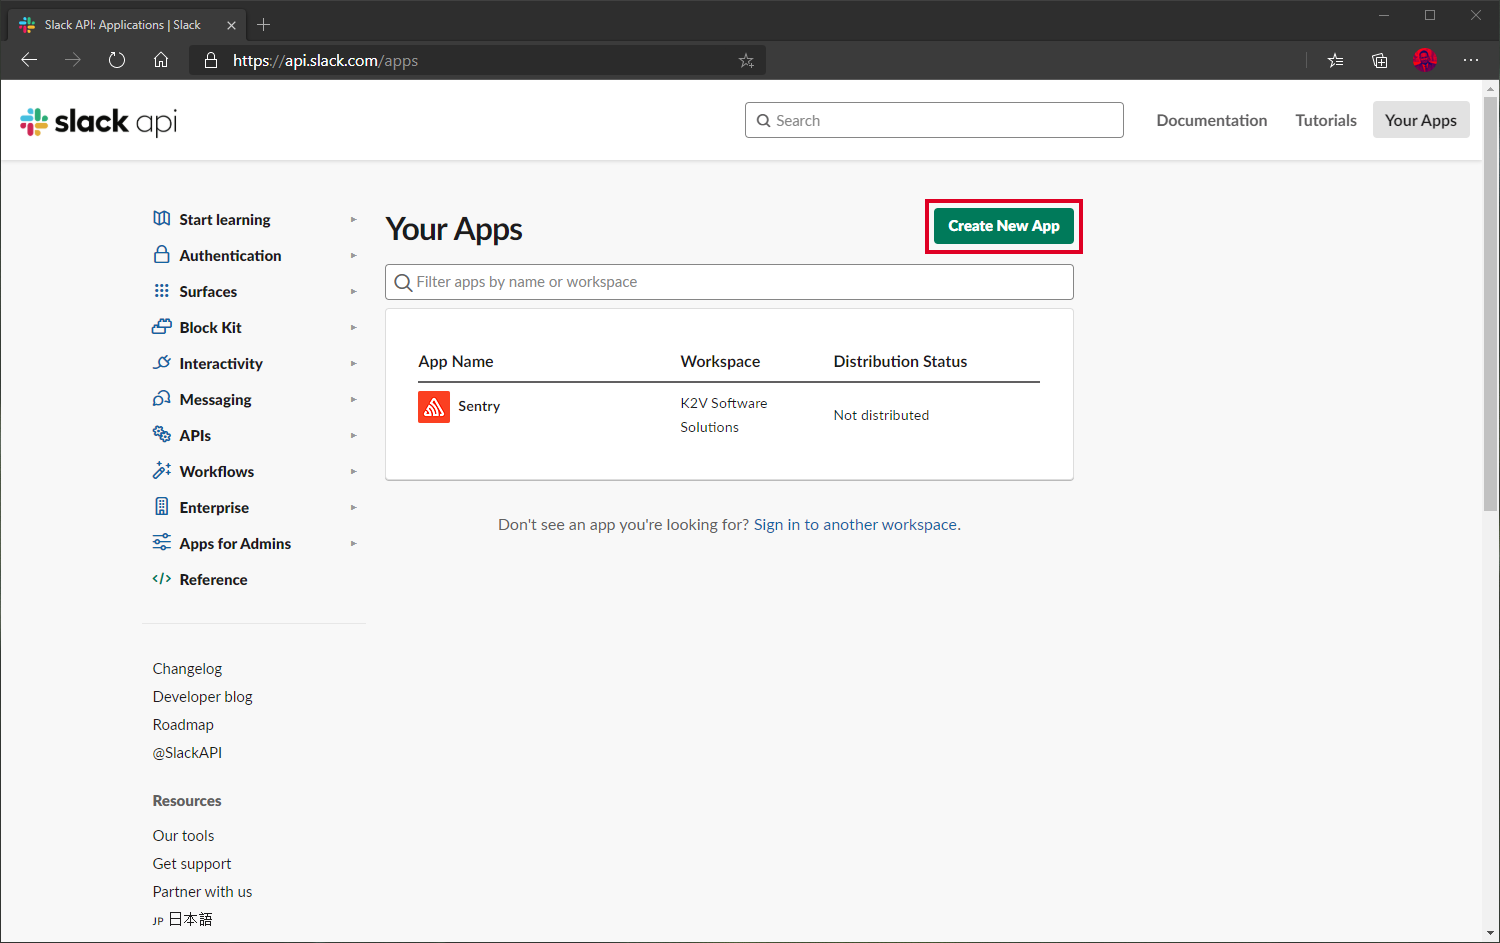 Slack API: Applications | Slack
https://api.slack.com/apps
slack api
Search
Documentation
Tutorials
Your Apps
Start learning
Authentication
Surfaces
Block Kit
Interactivity
Messaging
APIs
Workflows
Enterprise
Apps for Admins
Reference
Changelog
Developer blog
Roadmap
@SlackAPI
Resources
Our tools
Get support
Partner with us
JP 日本語
Your Apps
Create New App
Filter apps by name or workspace
App Name
Workspace
Distribution Status
Sentry
K2V Software
Solutions
Not distributed
Don't see an app you're looking for? Sign in to another workspace.